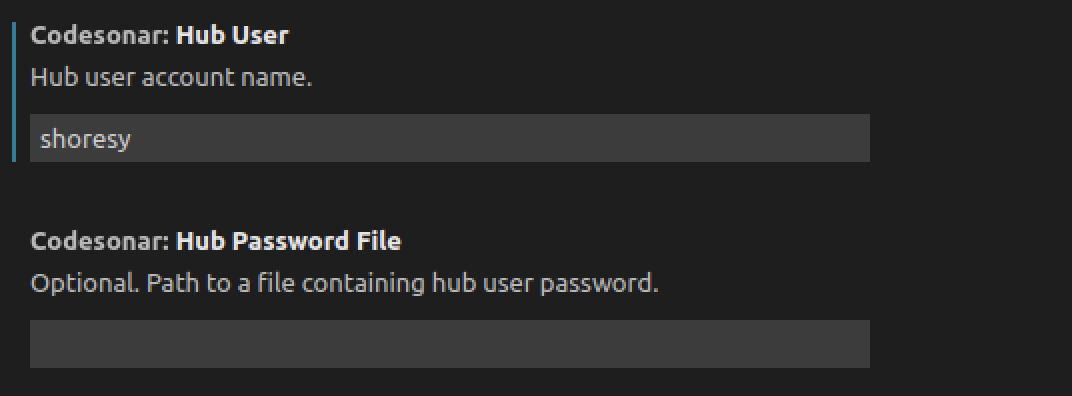 Codesonar: Hub User
Hub user account name.
shoresy
Codesonar: Hub Password File
Optional. Path to a file containing hub user password.